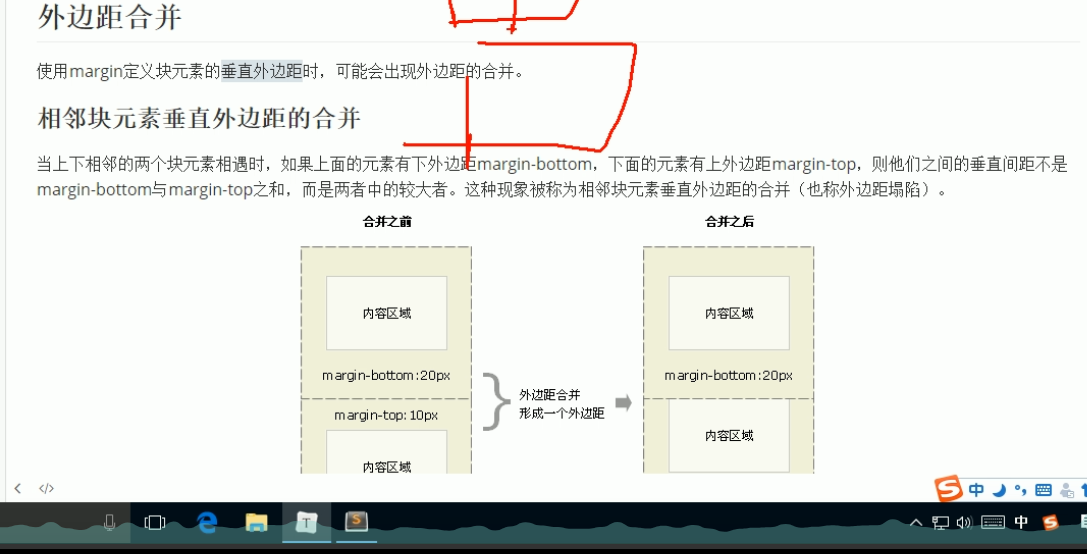 外边距合并
使用margin定义块元素的垂直外边距时，可能会出现外边距的合并。
相邻块元素垂直外边距的合并
当上下相邻的两个块元素相遇时，如果上面的元素有下外边距margin-bottom，下面的元素有上外边距margin-top，则他们之间的垂直间距不是
margin-bottom与margin-top之和，而是两者中的较大者。这种现象被称为相邻块元素垂直外边距的合并（也称外边距塌陷）。
合并之前
合并之后
内容区域
内容区域
margin-bottom:20px
margin-bottom:20px
外边距合并
形成一个外边距
margin-top:10px
内容区域
内容区域
< </>
S 中
T S
中 S